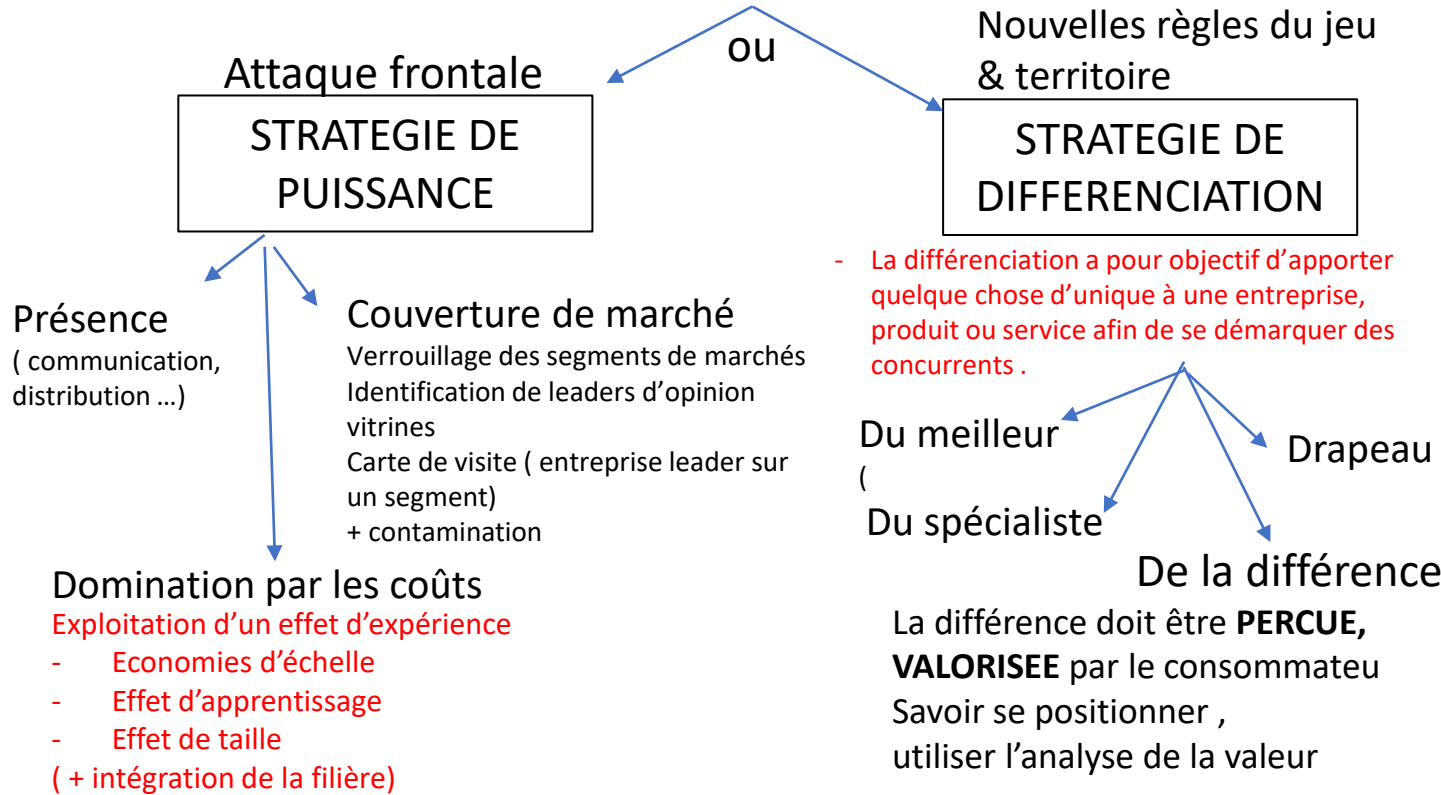 ou
Attaque frontale
STRATEGIE DE
PUISSANCE
Présence
( communication,
distribution …)
Couverture de marché
Verrouillage des segments de marchés
Identification de leaders d’opinion
vitrines
Carte de visite ( entreprise leader sur
un segment)
+ contamination
Domination par les coûts
Exploitation d’un effet d’expérience
- Economies d’échelle
- Effet d’apprentissage
- Effet de taille
( + intégration de la filière)
Nouvelles règles du jeu
& territoire
STRATEGIE DE
DIFFERENCIATION
- La différenciation a pour objectif d’apporter
quelque chose d’unique à une entreprise,
produit ou service afin de se démarquer des
concurrents .
Du meilleur
(
Drapeau
Du spécialiste
De la différence
La différence doit être PERCUE,
VALORISEE par le consommateu
Savoir se positionner ,
utiliser l’analyse de la valeur